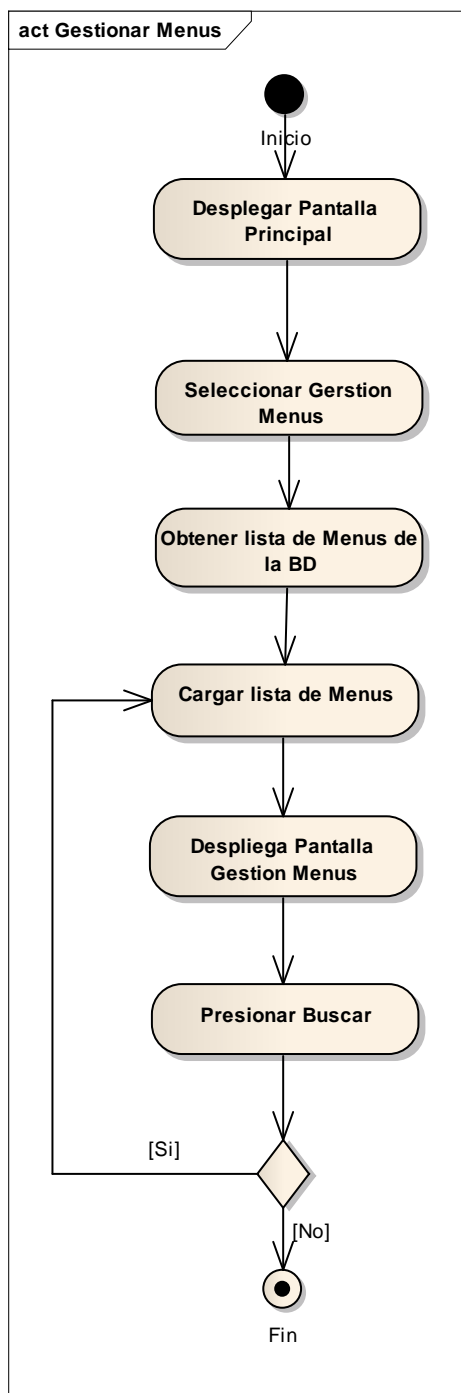 act Gestionar Menus
Inicio
Desplegar Pantalla
Principal
Seleccionar Gerstion
Menus
Obtener lista de Menus de
la BD
Cargar lista de Menus
Despliega Pantalla
Gestion Menus
Presionar Buscar
[Si]
[No]
Fin